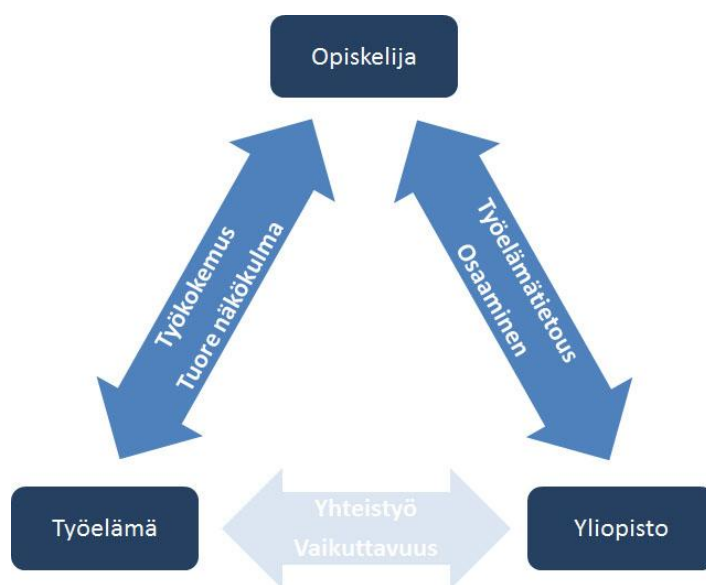 Opiskelija
Työkokemus
Tuore näkökulma
Työelämätietous
Osaaminen
Työelämä
Yhteistyö
Vaikuttavuus
Yliopisto